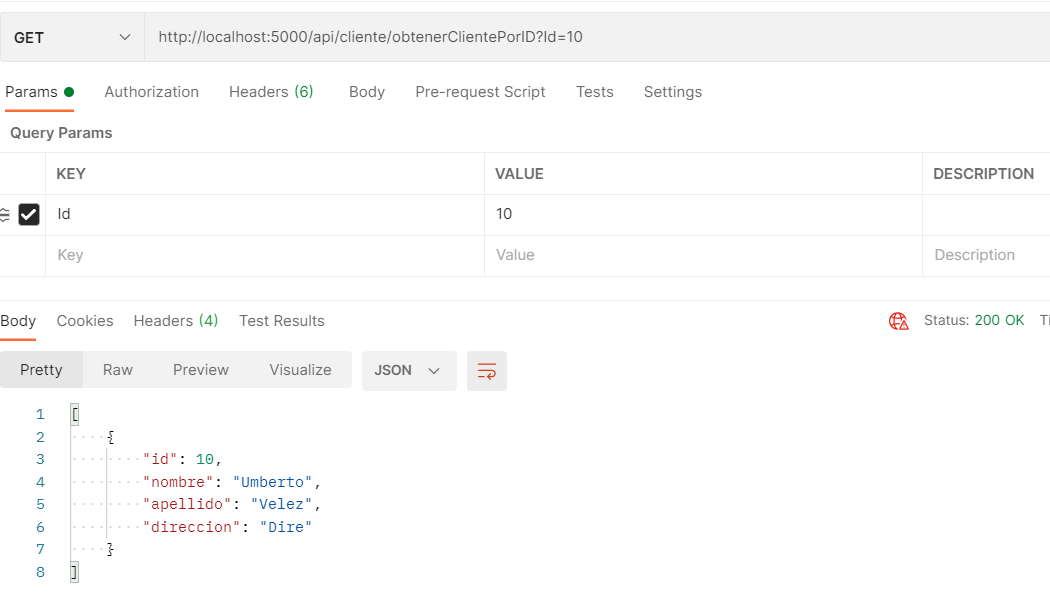 GET http://localhost:5000/api/cliente/obtenerClientePorID?Id=10
Params Authorization Headers (6) Body Pre-request Script Tests Settings
Query Params
KEY VALUE DESCRIPTION
Id 10
Key Value Description
Body Cookies Headers (4) Test Results Status: 200 OK
Pretty Raw Preview Visualize JSON
1 [
2 {
3 "id": 10,
4 "nombre": "Umberto",
5 "apellido": "Velez",
6 "direccion": "Dire"
7 }
8 ]